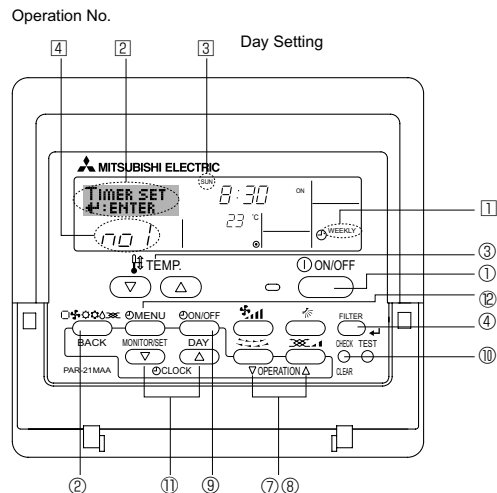 Operation No.
Day Setting
4 2 3
MITSUBISHI ELECTRIC
TIMER SET
↵:ENTER
SUN
8:30
ON
23 °C
WEEKLY
no 1
1
TEMP.
ON/OFF
③
①
⑫
④
⑩
MENU
ON/OFF
FILTER
BACK
MONITOR/SET
DAY
CHECK TEST
PAR-21MAA
CLOCK
▽OPERATION△
CLEAR
② ⑪ ⑨ ⑦⑧